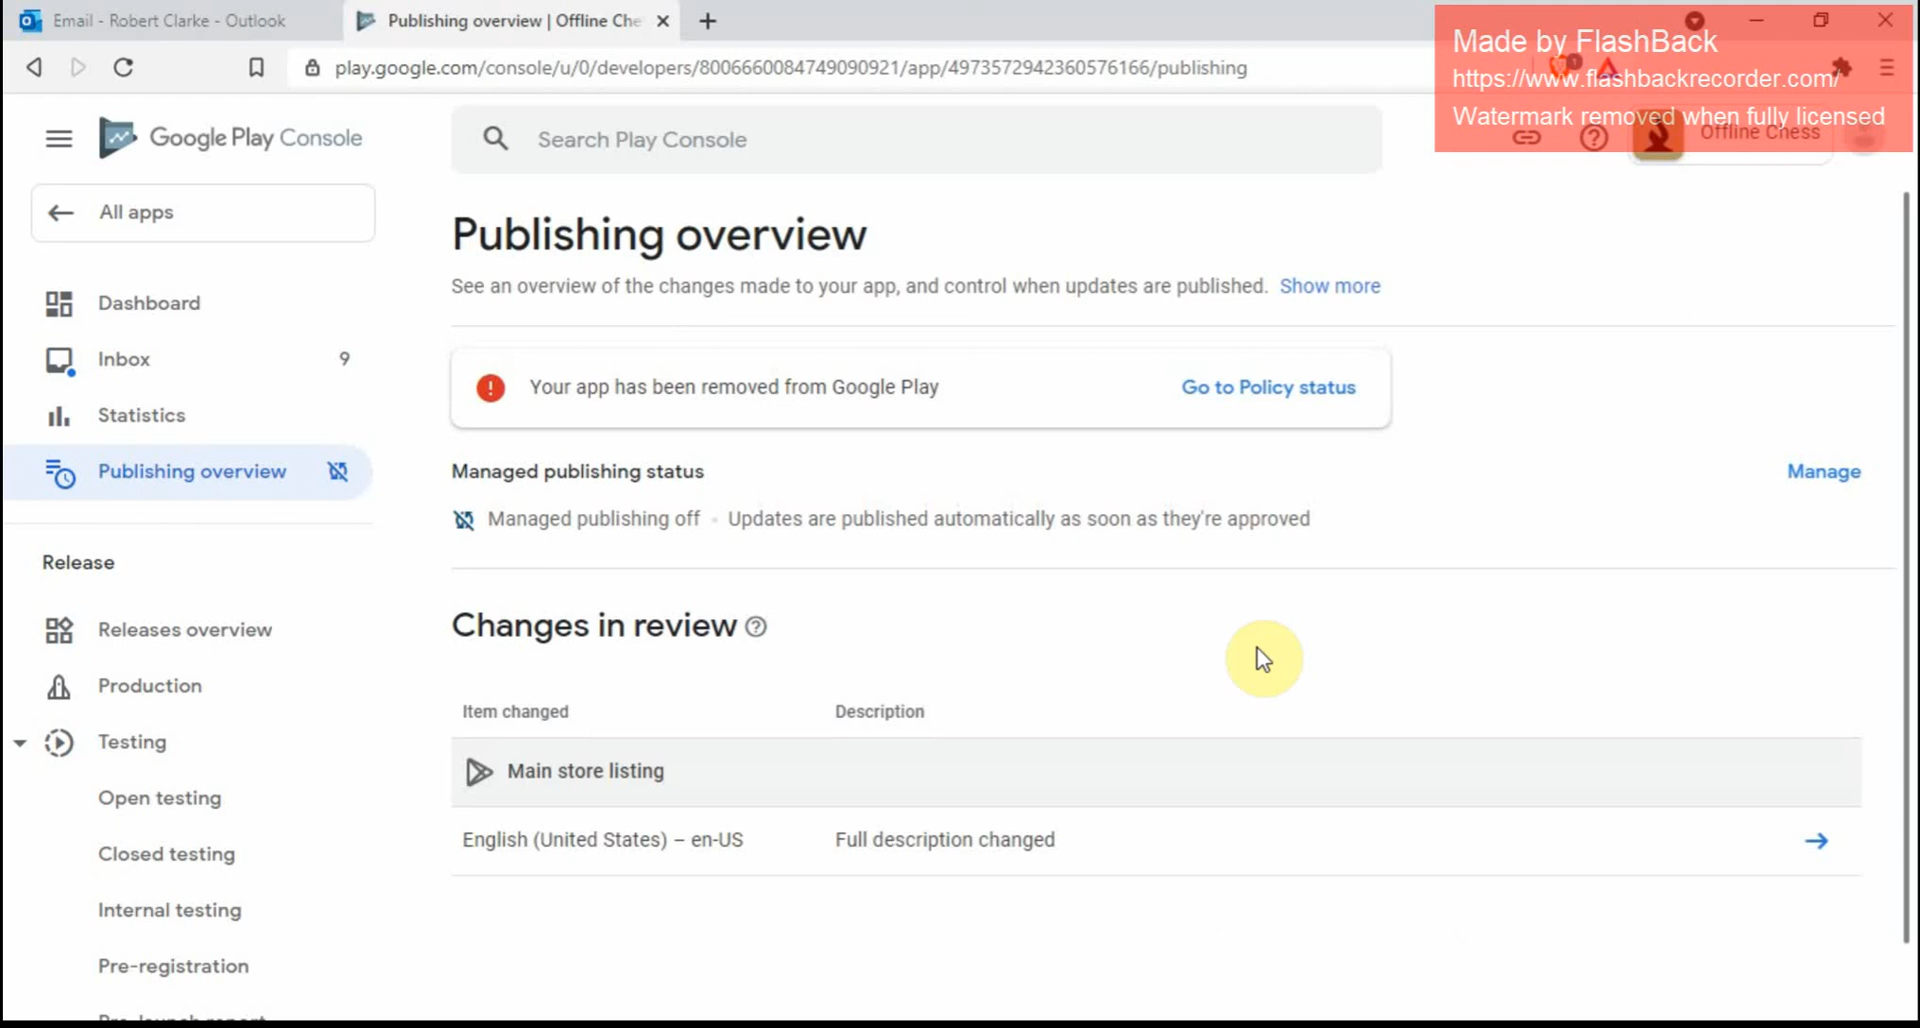 Email - Robert Clarke - Outlook
Publishing overview | Offline Che
play.google.com/console/u/0/developers/8006660084749090921/app/4973572942360576166/publishing
Made by FlashBack
https://www.flashbackrecorder.com/
Watermark removed when fully licensed
Google Play Console
Search Play Console
Offline Chess
All apps
Dashboard
Inbox 9
Statistics
Publishing overview
Release
Releases overview
Production
Testing
Open testing
Closed testing
Internal testing
Pre-registration
Publishing overview
See an overview of the changes made to your app, and control when updates are published. Show more
Your app has been removed from Google Play Go to Policy status
Managed publishing status Manage
Managed publishing off Updates are published automatically as soon as they're approved
Changes in review
Item changed Description
Main store listing
English (United States) – en-US Full description changed